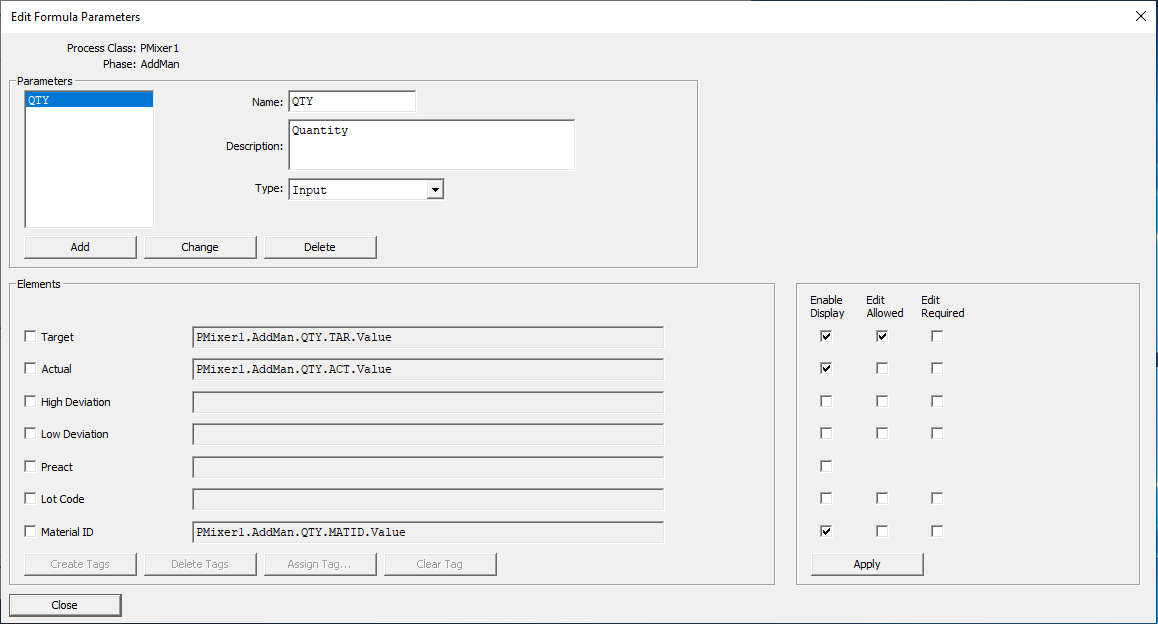 Edit Formula Parameters
Process Class: PMixer1
Phase: AddMan
Parameters
QTY
Name: QTY
Description: Quantity
Type: Input
Add Change Delete
Elements
Enable Display Edit Allowed Edit Required
Target PMixer1.AddMan.QTY.TAR.Value
Actual PMixer1.AddMan.QTY.ACT.Value
High Deviation
Low Deviation
Preact
Lot Code
Material ID PMixer1.AddMan.QTY.MATID.Value
Create Tags Delete Tags Assign Tag... Clear Tag Apply
Close